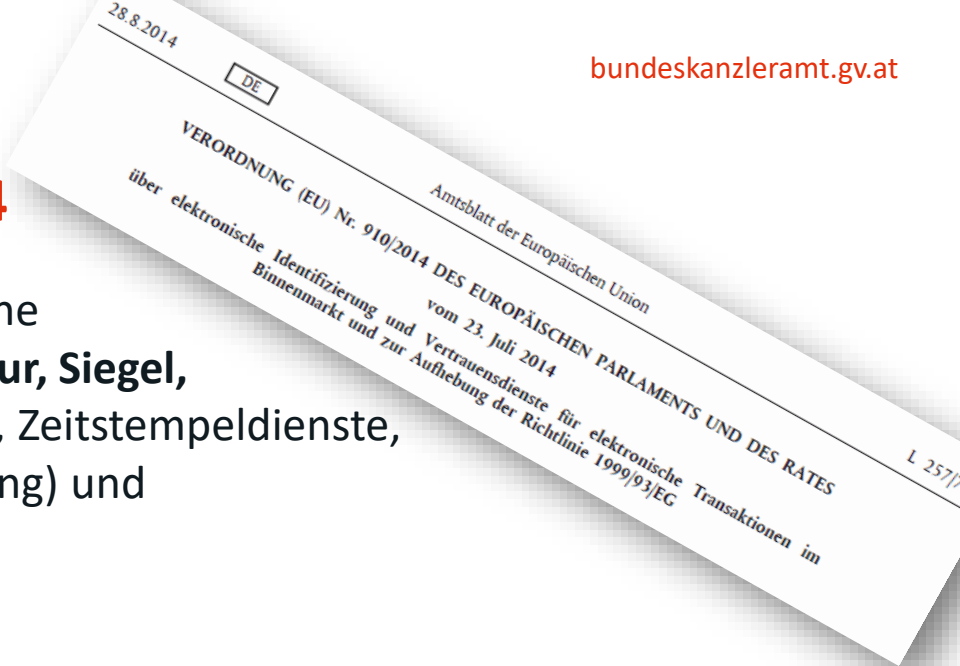 bundeskanzleramt.gv.at
28.8.2014
DE
Amtsblatt der Europäischen Union
L 257/7
VERORDNUNG (EU) Nr. 910/2014 DES EUROPÄISCHEN PARLAMENTS UND DES RATES
vom 23. Juli 2014
über elektronische Identifizierung und Vertrauensdienste für elektronische Transaktionen im
Binnenmarkt und zur Aufhebung der Richtlinie 1999/93/EG
4
ne
ur, Siegel,
, Zeitstempeldienste,
ng) und